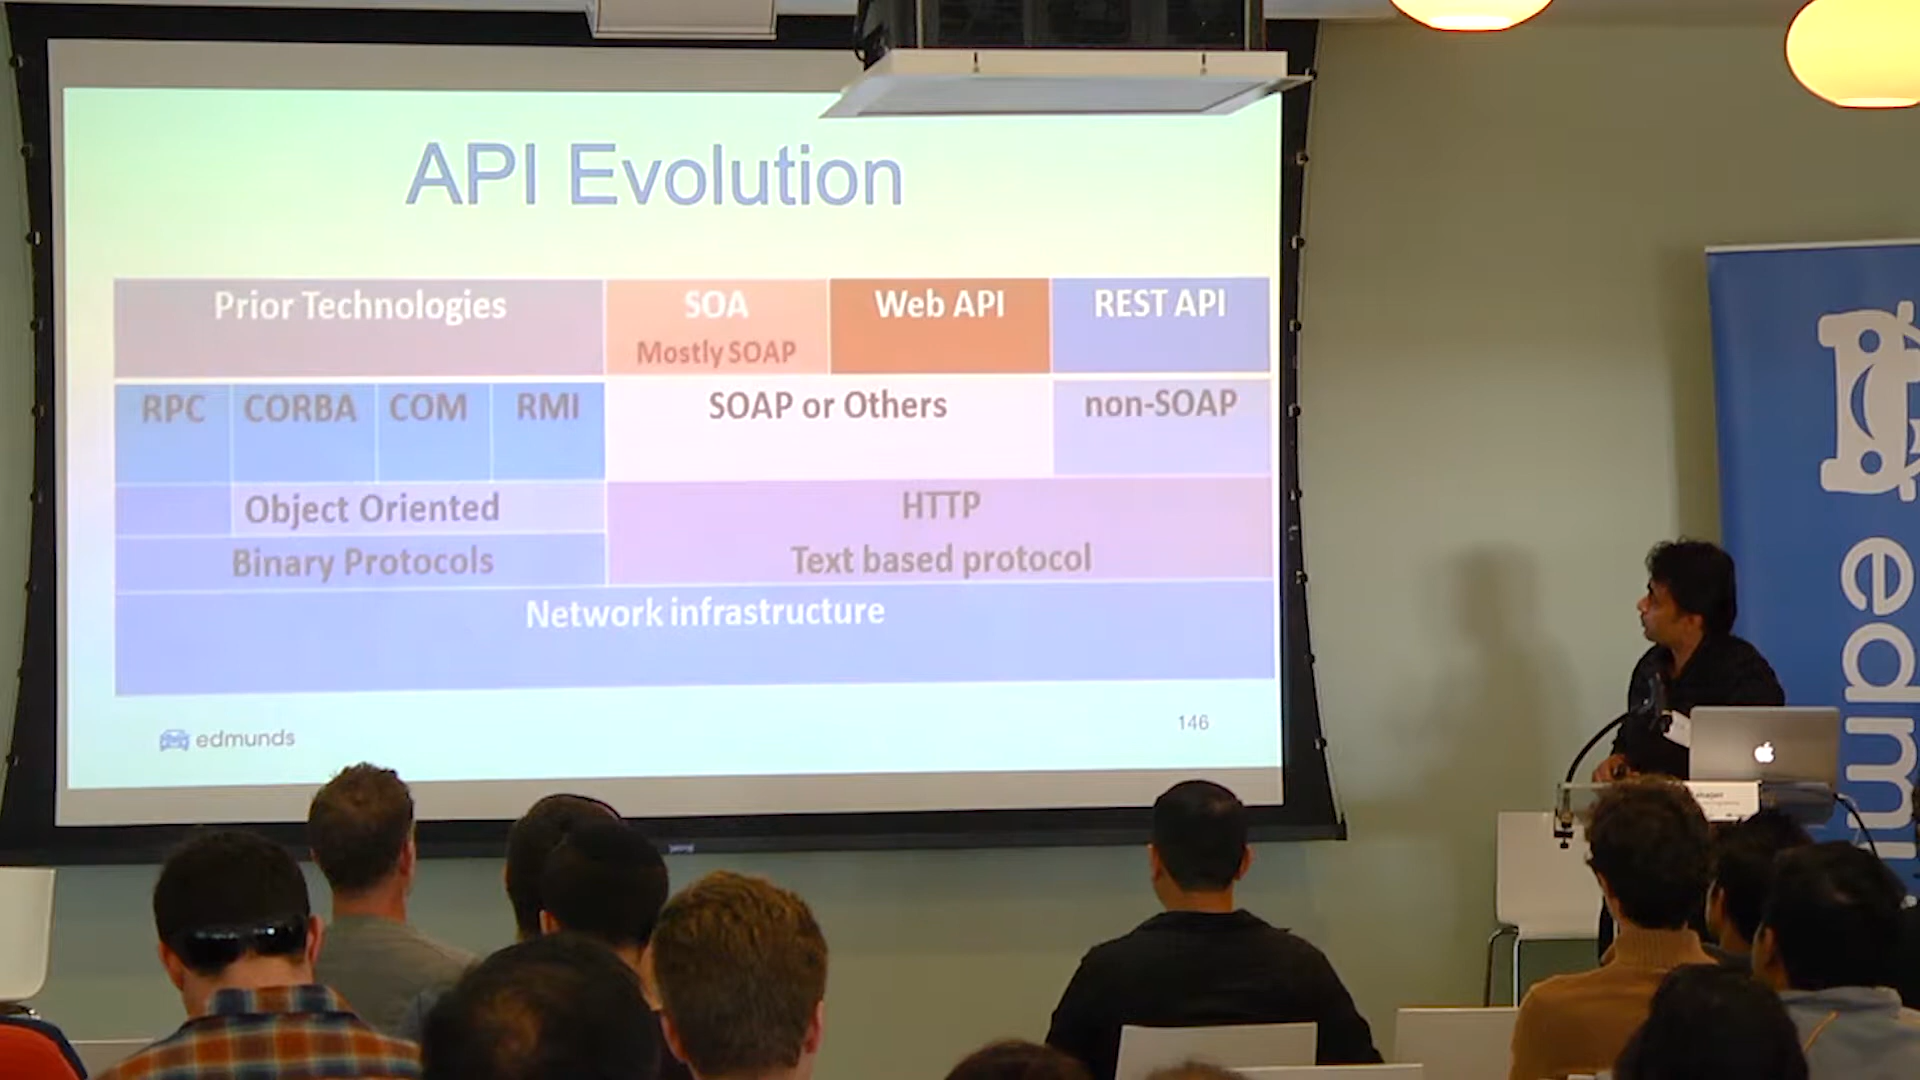 API Evolution
Prior Technologies
SOA
Mostly SOAP
Web API
REST API
RPC
CORBA
COM
RMI
SOAP or Others
non-SOAP
Object Oriented
HTTP
Binary Protocols
Text based protocol
Network infrastructure
edmunds
146
edm